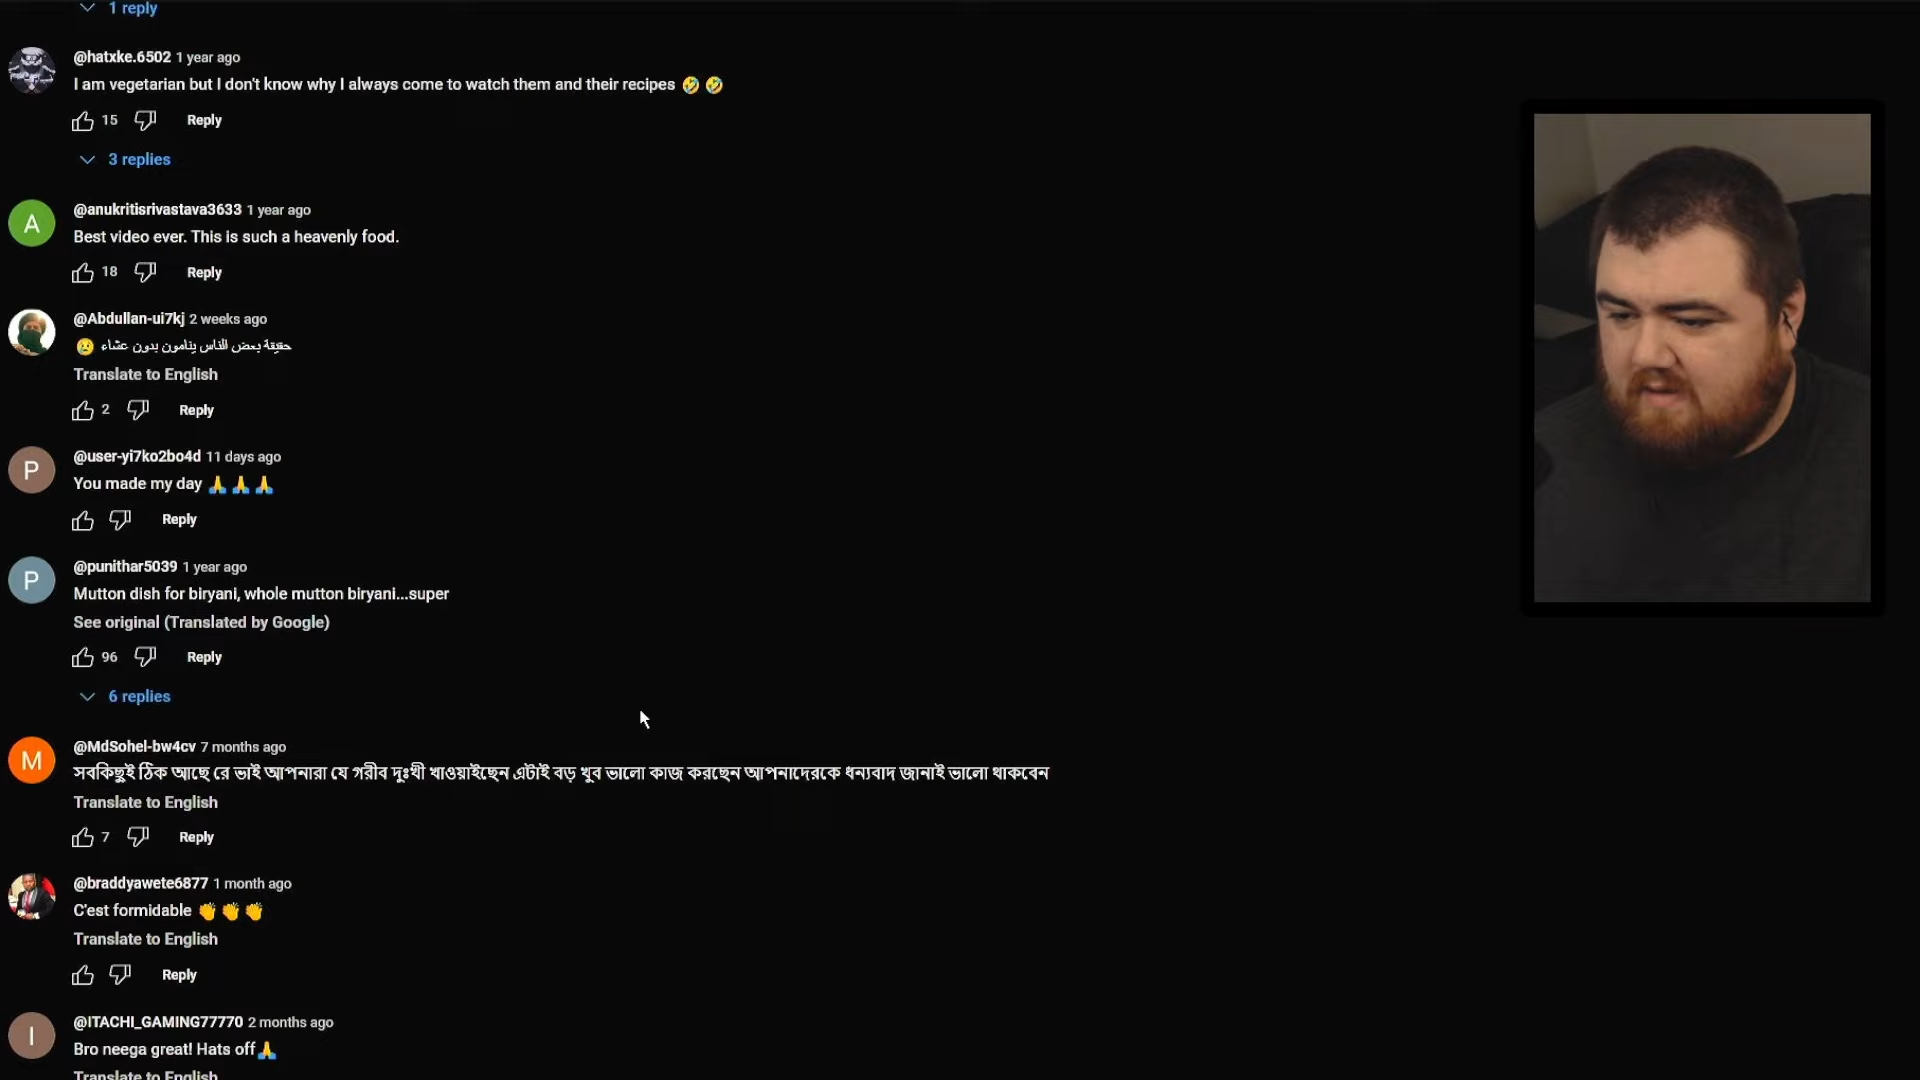 1 reply
@hatxke.6502 1 year ago
I am vegetarian but I don't know why I always come to watch them and their recipes 🤣 🤣
15 Reply
3 replies
A
@anukritisrivastava3633 1 year ago
Best video ever. This is such a heavenly food.
18 Reply
@Abdullan-ui7kj 2 weeks ago
حقيقة بعض الناس ينامون بدون عشاء 😢
Translate to English
2 Reply
P
@user-yi7ko2bo4d 11 days ago
You made my day 🙏 🙏 🙏
Reply
P
@punithar5039 1 year ago
Mutton dish for biryani, whole mutton biryani...super
See original (Translated by Google)
96 Reply
6 replies
M
@MdSohel-bw4cv 7 months ago
সবকিছুই ঠিক আছে রে ভাই আপনারা যে গরীব দুঃখী খাওয়াইছেন এটাই বড় খুব ভালো কাজ করছেন আপনাদেরকে ধন্যবাদ জানাই ভালো থাকবেন
Translate to English
7 Reply
@braddyawete6877 1 month ago
C'est formidable 👏 👏 👏
Translate to English
Reply
I
@ITACHI_GAMING77770 2 months ago
Bro neega great! Hats off🙏
Translate to English